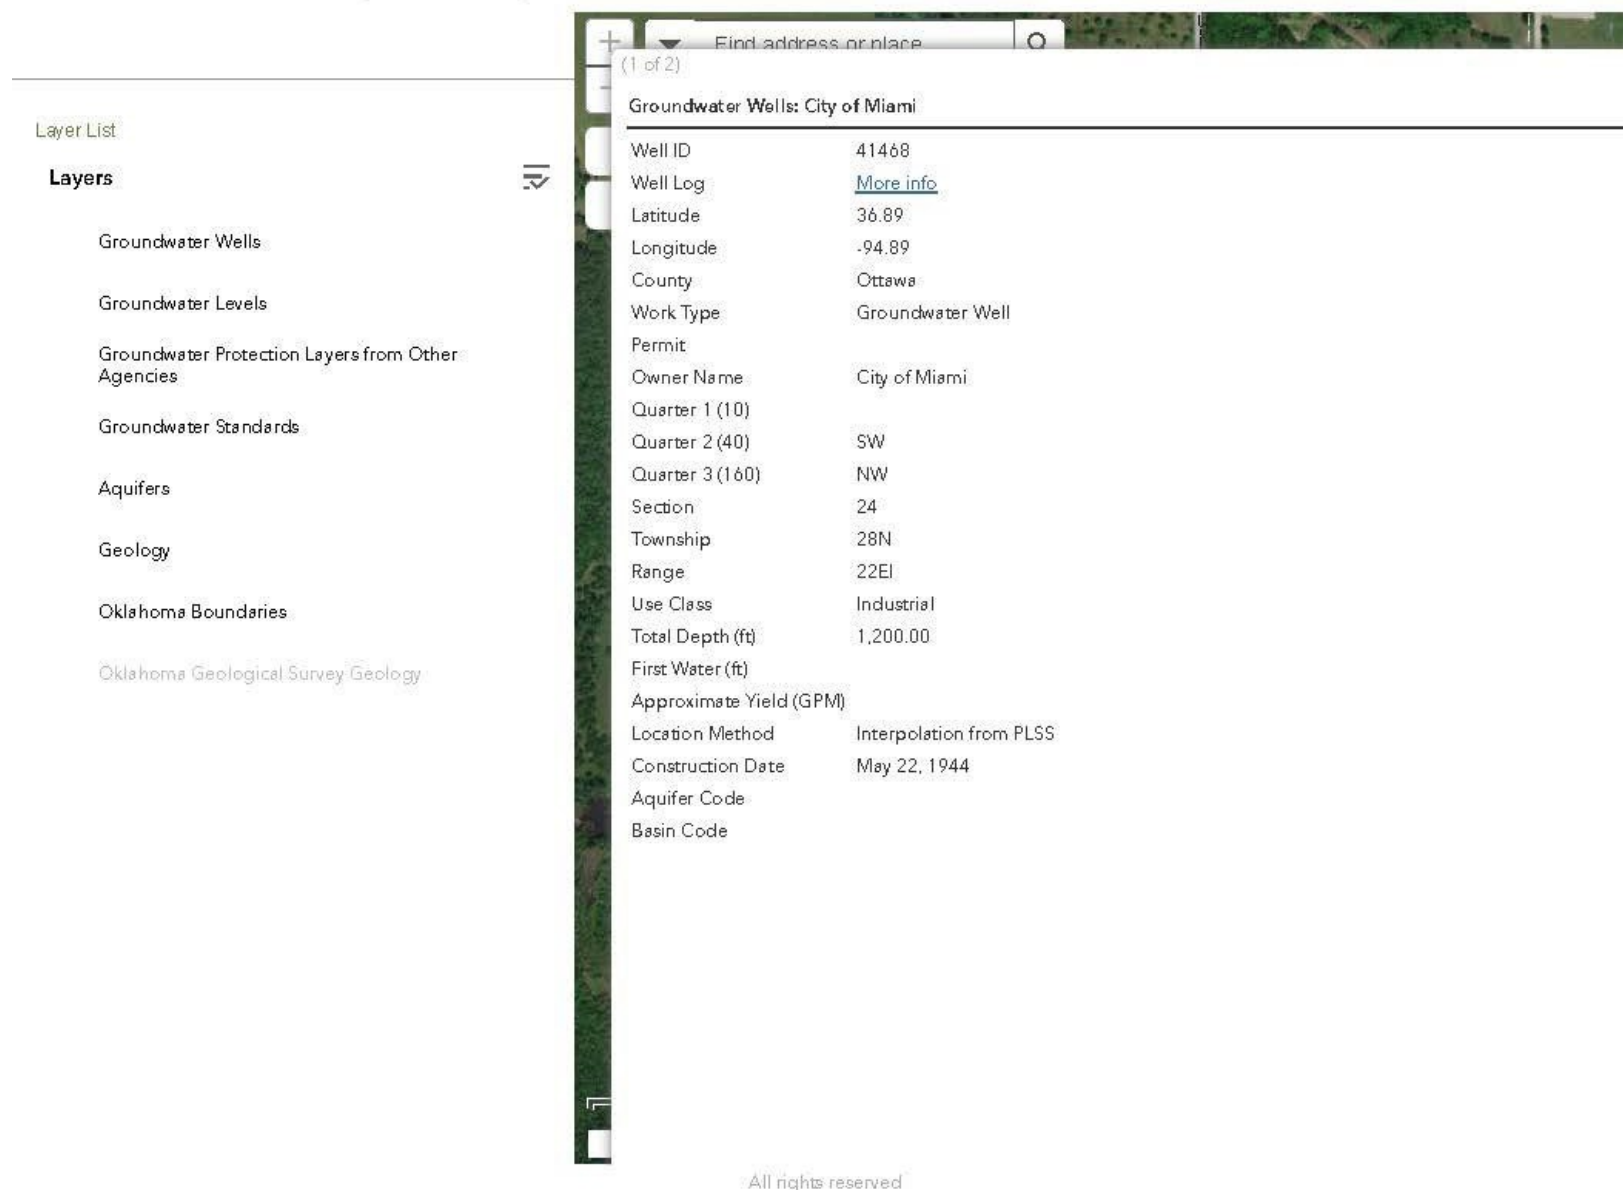 Find address or place
(1 of 2)
Groundwater Wells: City of Miami
Layer List
Layers
Groundwater Wells
Groundwater Levels
Groundwater Protection Layers from Other
Agencies
Groundwater Standards
Aquifers
Geology
Oklahoma Boundaries
Oklahoma Geological Survey Geology
Well ID 41468
Well Log More info
Latitude 36.89
Longitude -94.89
County Ottawa
Work Type Groundwater Well
Permit
Owner Name City of Miami
Quarter 1 (10)
Quarter 2 (40) SW
Quarter 3 (160) NW
Section 24
Township 28N
Range 22EI
Use Class Industrial
Total Depth (ft) 1,200.00
First Water (ft)
Approximate Yield (GPM)
Location Method Interpolation from PLSS
Construction Date May 22, 1944
Aquifer Code
Basin Code
All rights reserved